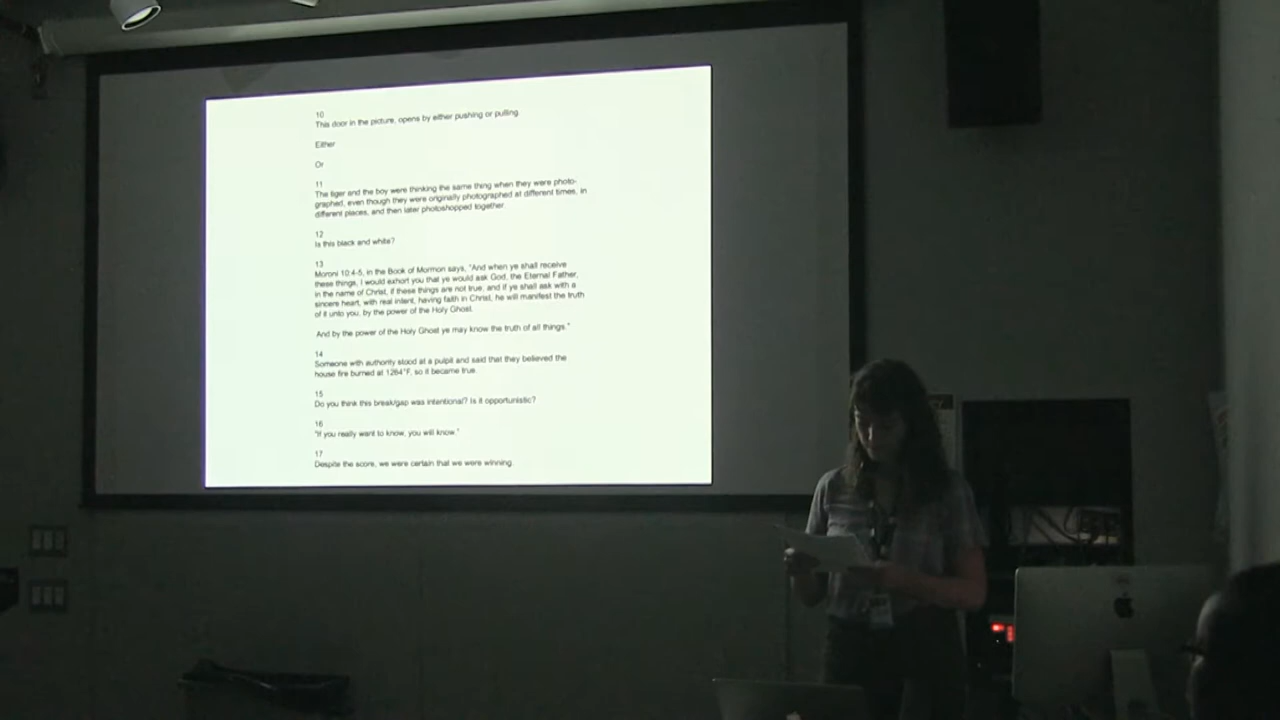 10
This door in the picture, opens by either pushing or pulling.
Either
Or
11
The tiger and the boy were thinking the same thing when they were photo-
graphed, even though they were originally photographed at different times, in
different places, and then later photoshopped together.
12
Is this black and white?
13
Moroni 10:4-5, in the Book of Mormon says, “And when ye shall receive
these things, I would exhort you that ye would ask God, the Eternal Father,
in the name of Christ, if these things are not true; and if ye shall ask with a
sincere heart, with real intent, having faith in Christ, he will manifest the truth
of it unto you, by the power of the Holy Ghost.
And by the power of the Holy Ghost ye may know the truth of all things.”
14
Someone with authority stood at a pulpit and said that they believed the
house fire burned at 1264°F, so it became true.
15
Do you think this break/gap was intentional? Is it opportunistic?
16
“If you really want to know, you will know.”
17
Despite the score, we were certain that we were winning.